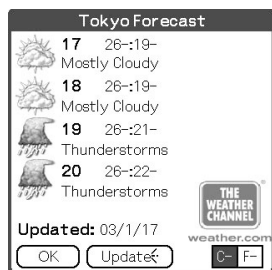 Tokyo Forecast
17 26-:19-
Mostly Cloudy
18 26-:19-
Mostly Cloudy
19 26-:21-
Thunderstorms
20 26-:22-
Thunderstorms
THE
WEATHER
CHANNEL
Updated: 03/1/17
weather.com
OK Update C- F-